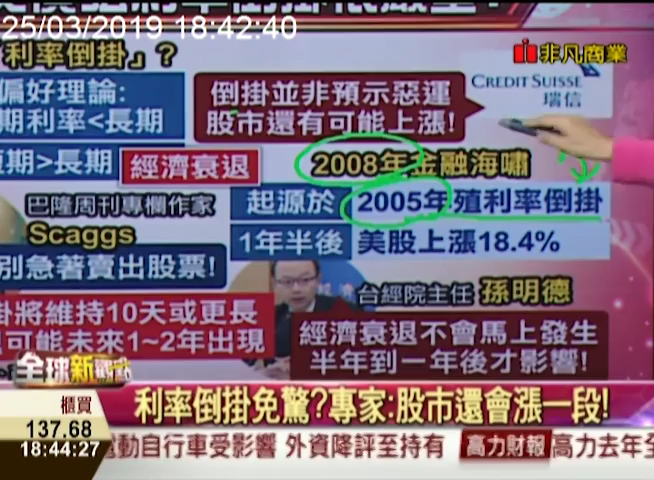 25/03/2019 18:42:40
利率倒掛」?
非凡商業
偏好理論:
期利率<長期
倒掛並非預示惡運
股市還有可能上漲!
CREDIT SUISSE
瑞信
期>長期
經濟衰退
2008年金融海嘯
巴隆周刊專欄作家
Scaggs
起源於
2005年殖利率倒掛
別急著賣出股票!
1年半後
美股上漲18.4%
掛將維持10天或更長
可能未來1~2年出現
台經院主任 孫明德
經濟衰退不會馬上發生
半年到一年後才影響!
全球新觀點
利率倒掛免驚?專家:股市還會漲一段!
櫃買
137.68
18:44:27
電動自行車受影響 外資降評至持有
高力財報
高力去年全